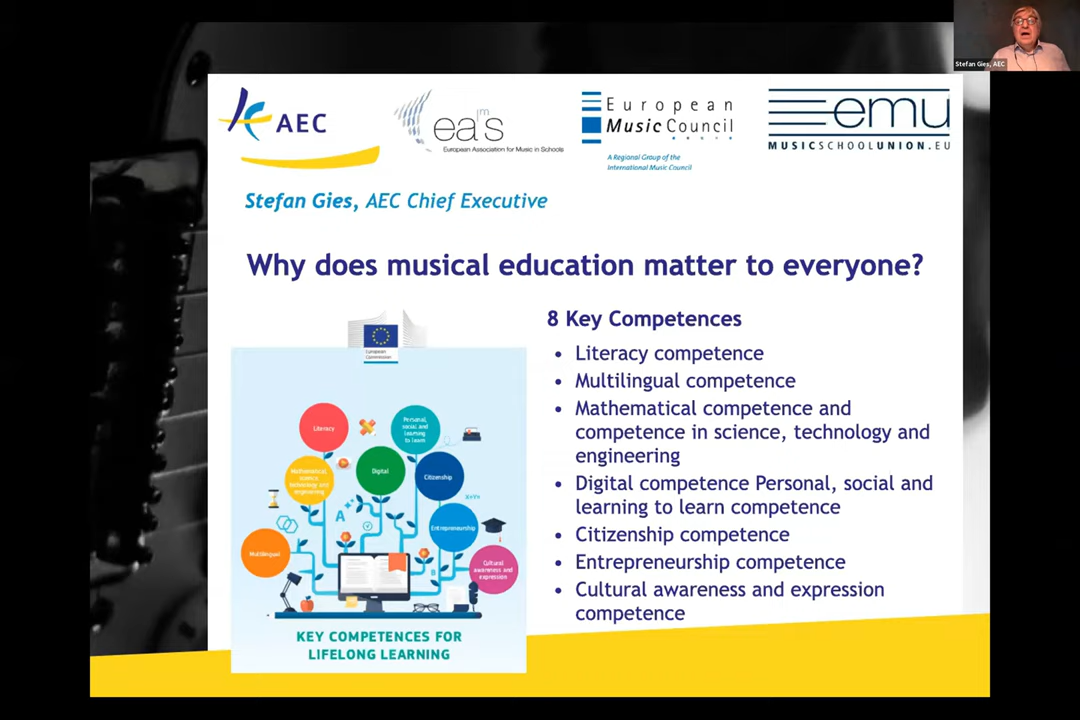 Stefan Gies, AEC
AEC
eas
European Association for Music in Schools
European
Music Council
A Regional Group of the
International Music Council
emu
MUSICSCHOOLUNION.EU
Stefan Gies, AEC Chief Executive
Why does musical education matter to everyone?
European
Commission
Literacy
Personal,
social and
learning
to learn
Mathematical,
science,
technology and
engineering
Digital
Citizenship
Entrepreneurship
Multilingual
Cultural
awareness and
expression
KEY COMPETENCES FOR
LIFELONG LEARNING
8 Key Competences
• Literacy competence
• Multilingual competence
• Mathematical competence and
competence in science, technology and
engineering
• Digital competence Personal, social and
learning to learn competence
• Citizenship competence
• Entrepreneurship competence
• Cultural awareness and expression
competence